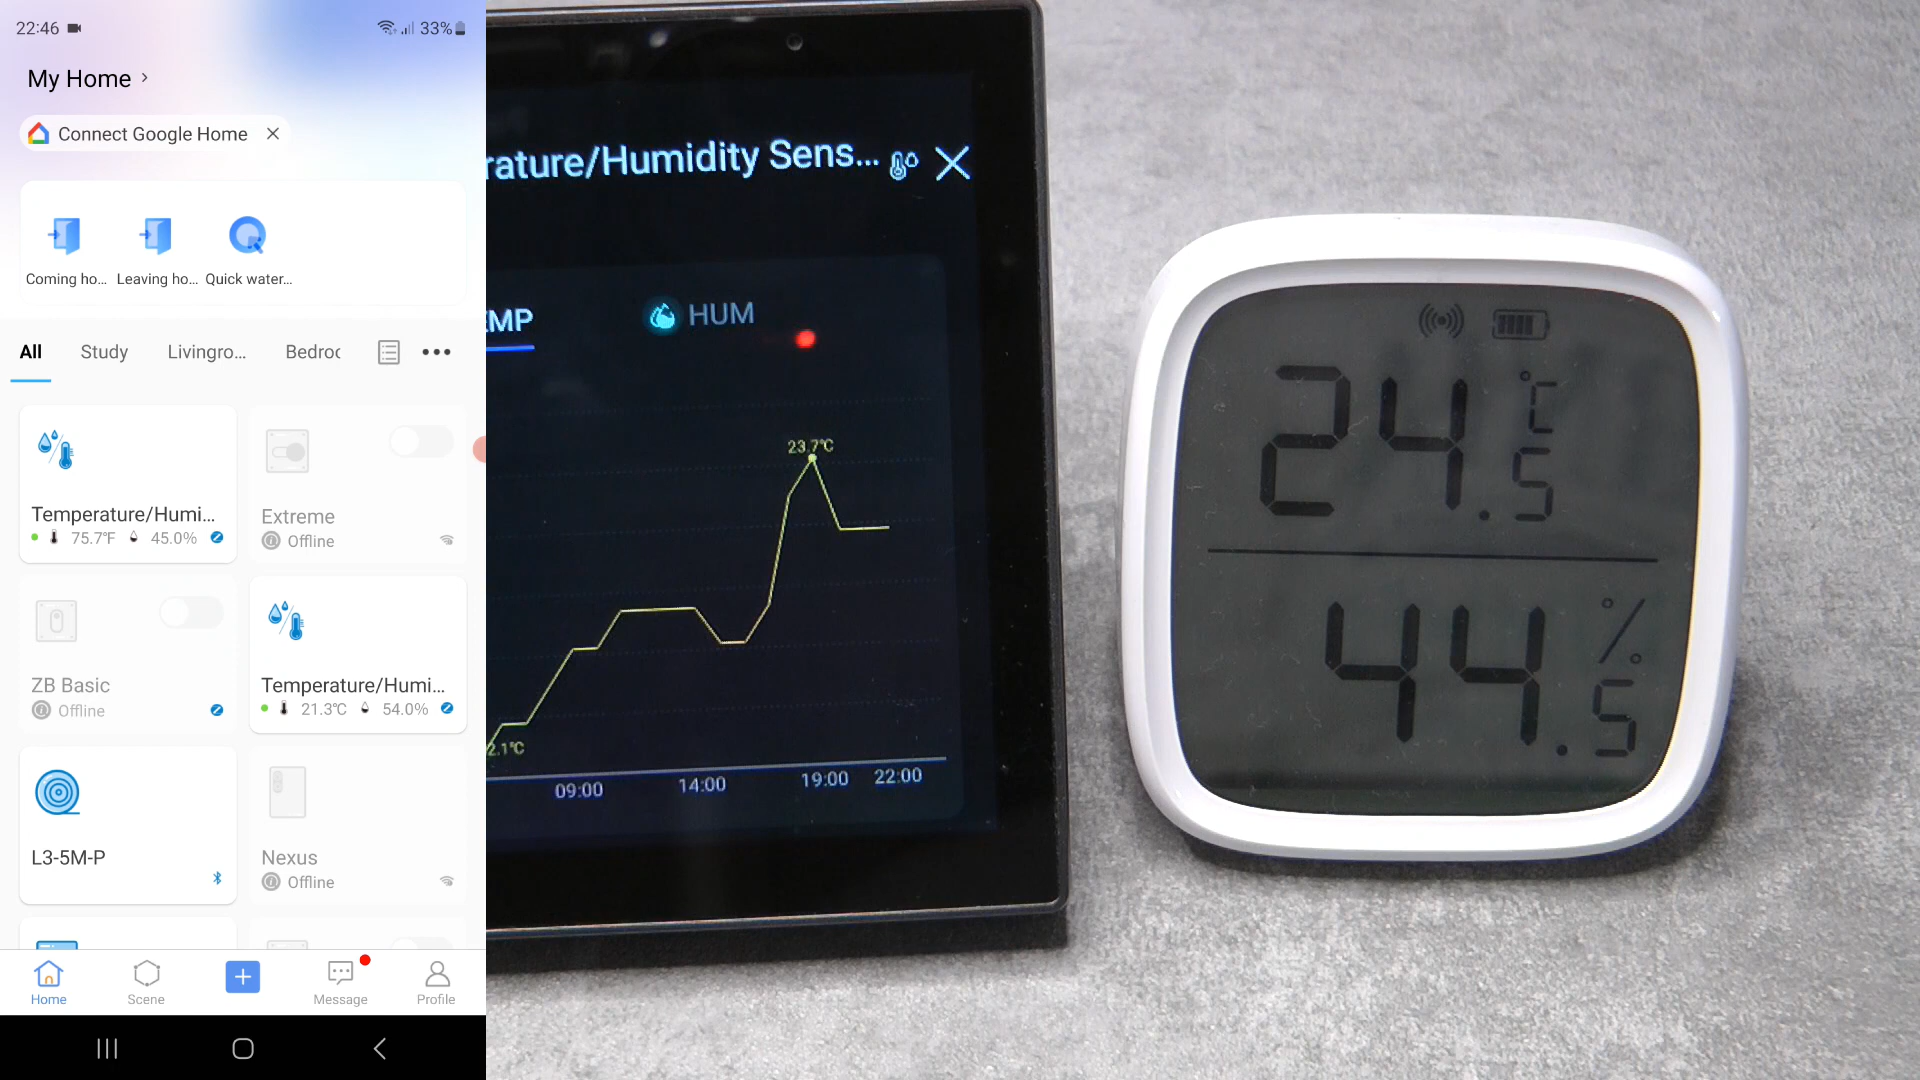 22:46
33%
My Home
Connect Google Home
Coming ho... Leaving ho... Quick water...
All Study Livingro...
Temperature/Humi...
75.7°F 45.0%
Extreme
Offline
ZB Basic
Offline
Temperature/Humi...
21.3°C 54.0%
L3-5M-P
Nexus
Offline
Home Scene Message Profile
rature/Humidity Sens...
EMP HUM
23.7°C
2.1°C
09:00 14:00 19:00 22:00
24.5 °C
44.5 %